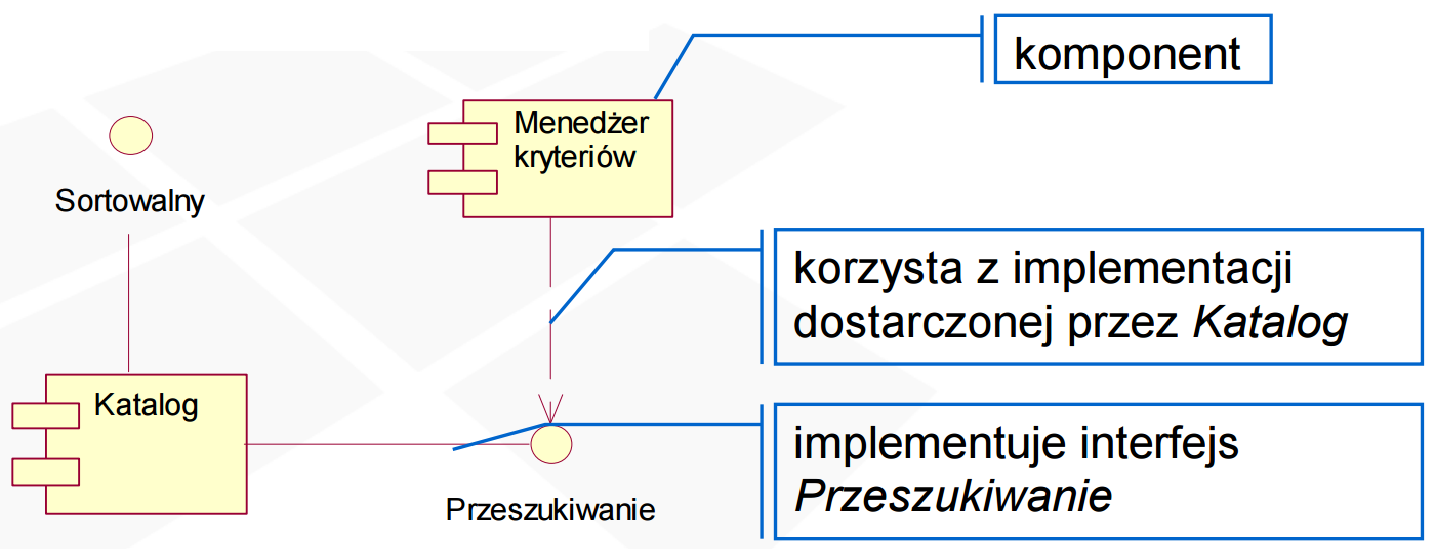 komponent
Menedżer
kryteriów
Sortowalny
korzysta z implementacji
dostarczonej przez Katalog
Katalog
implementuje interfejs
Przeszukiwanie
Przeszukiwanie